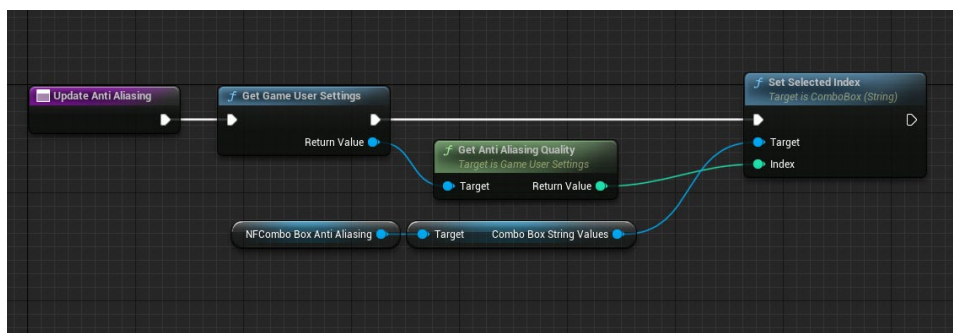 Update Anti Aliasing
f Get Game User Settings
Return Value
f Get Anti Aliasing Quality
Target is Game User Settings
Target Return Value
NFCombo Box Anti Aliasing
Target Combo Box String Values
f Set Selected Index
Target is ComboBox (String)
Target
Index